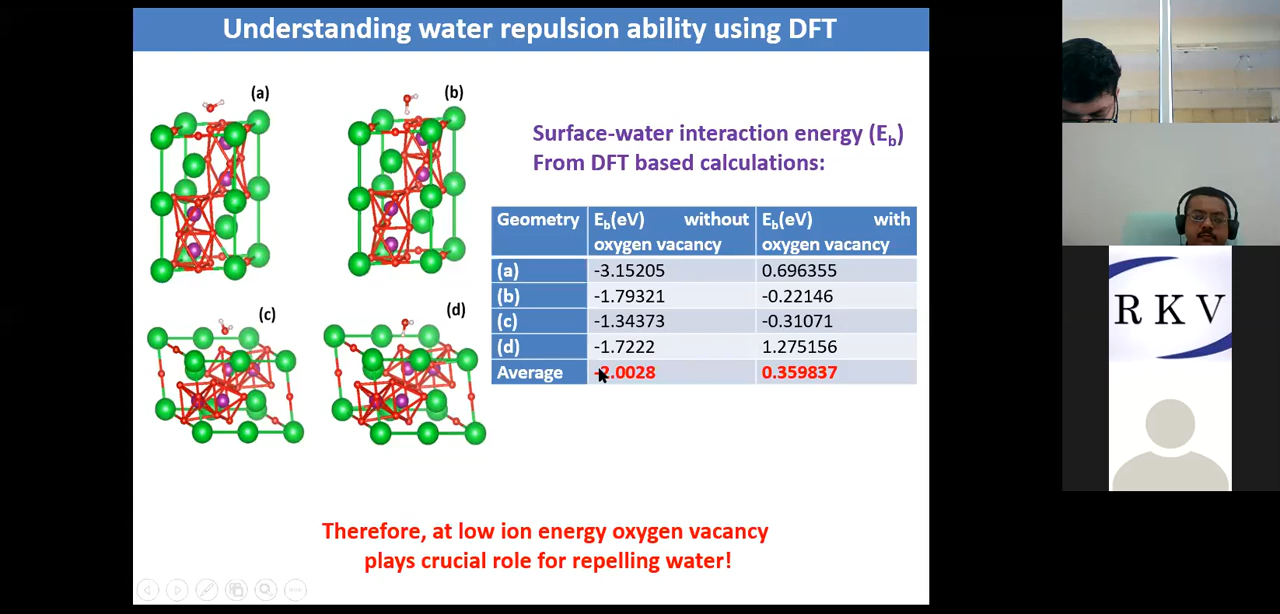 Understanding water repulsion ability using DFT
(a)
(b)
Surface-water interaction energy (Eb)
From DFT based calculations:
Geometry Eb(eV) without oxygen vacancy Eb(eV) with oxygen vacancy
(a) -3.15205 0.696355
(b) -1.79321 -0.22146
(c) -1.34373 -0.31071
(d) -1.7222 1.275156
Average -2.0028 0.359837
(c)
(d)
Therefore, at low ion energy oxygen vacancy
plays crucial role for repelling water!
R K V